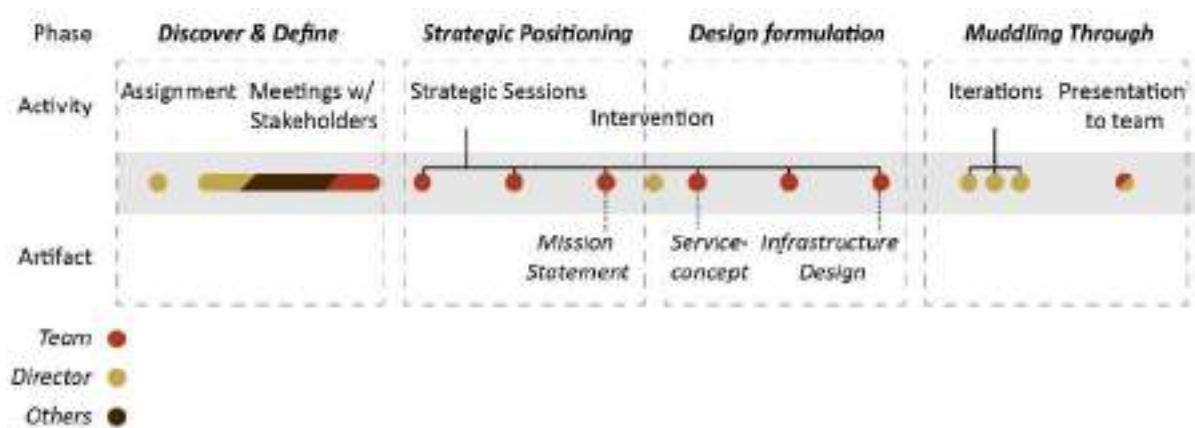 Phase Discover & Define Strategic Positioning Design formulation Muddling Through
Activity
Assignment Meetings w/
Stakeholders
Strategic Sessions
Intervention
Iterations Presentation
to team
Artifact
Mission
Statement
Service-
concept
Infrastructure
Design
Team
Director
Others